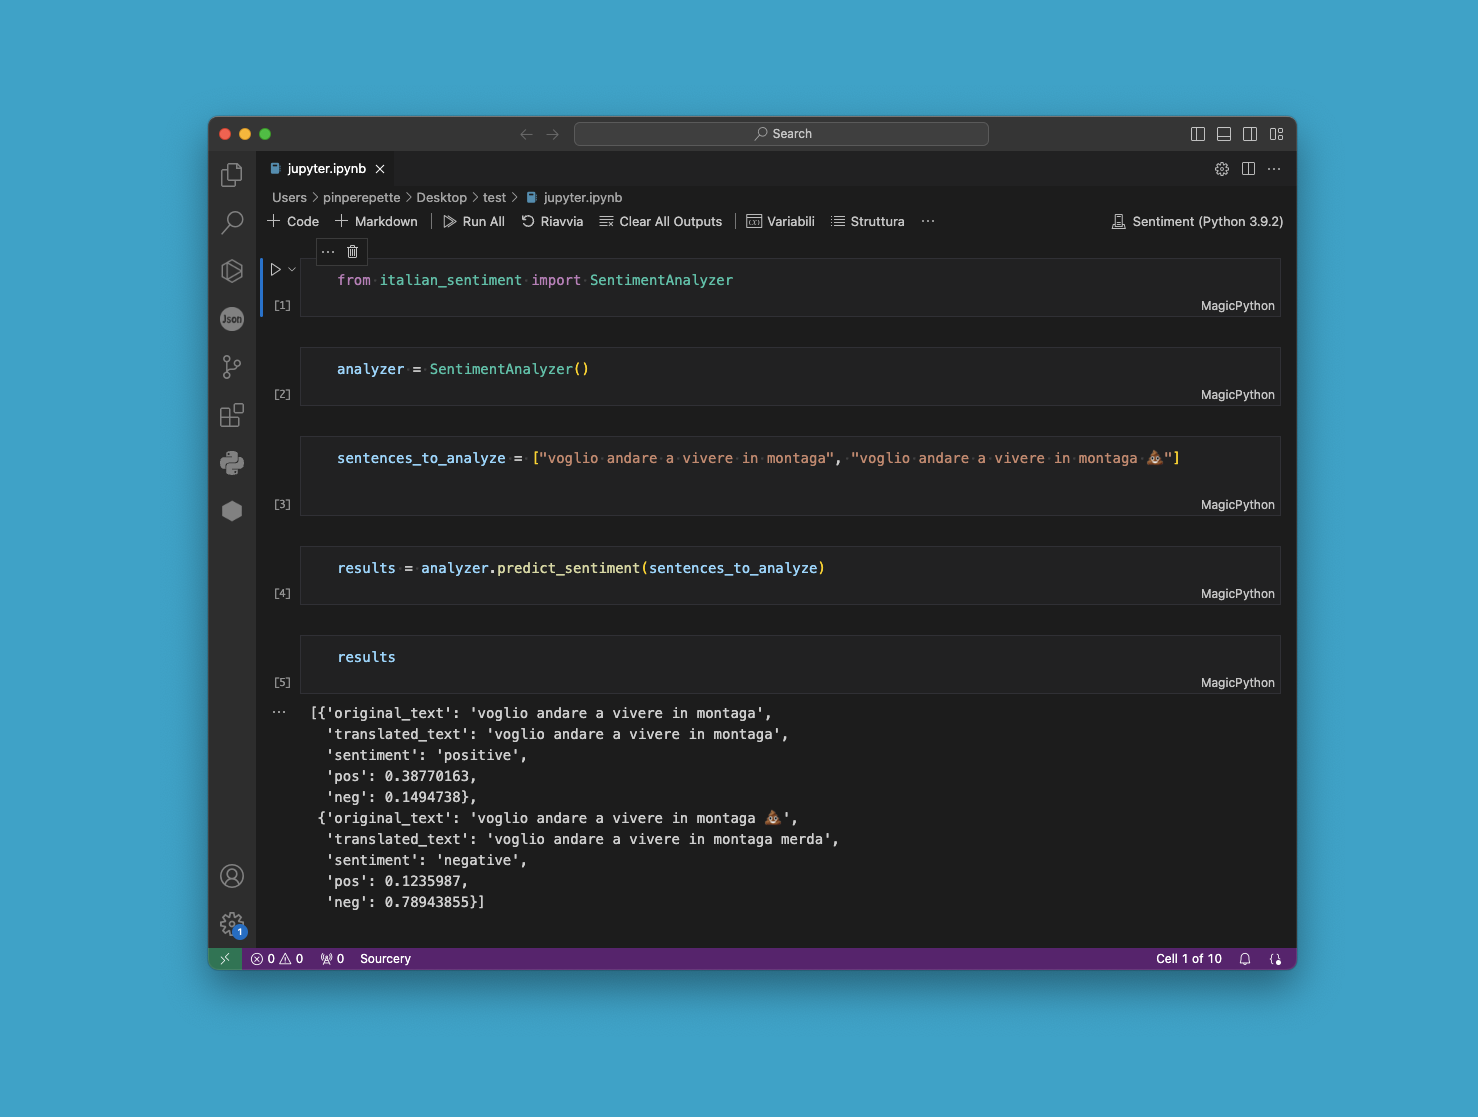 Search
jupyter.ipynb
Users > pinperepette > Desktop > test > jupyter.ipynb
+ Code + Markdown | Run All Riavvia Clear All Outputs | Variabili Struttura ... Sentiment (Python 3.9.2)
Json
from italian_sentiment import SentimentAnalyzer
[1] MagicPython
analyzer = SentimentAnalyzer()
[2] MagicPython
sentences_to_analyze = ["voglio andare a vivere in montaga", "voglio andare a vivere in montaga 💩"]
[3] MagicPython
results = analyzer.predict_sentiment(sentences_to_analyze)
[4] MagicPython
results
[5] MagicPython
[{'original_text': 'voglio andare a vivere in montaga',
'translated_text': 'voglio andare a vivere in montaga',
'sentiment': 'positive',
'pos': 0.38770163,
'neg': 0.1494738},
{'original_text': 'voglio andare a vivere in montaga 💩',
'translated_text': 'voglio andare a vivere in montaga merda',
'sentiment': 'negative',
'pos': 0.1235987,
'neg': 0.78943855}]
1
0 0 0 Sourcery Cell 1 of 10